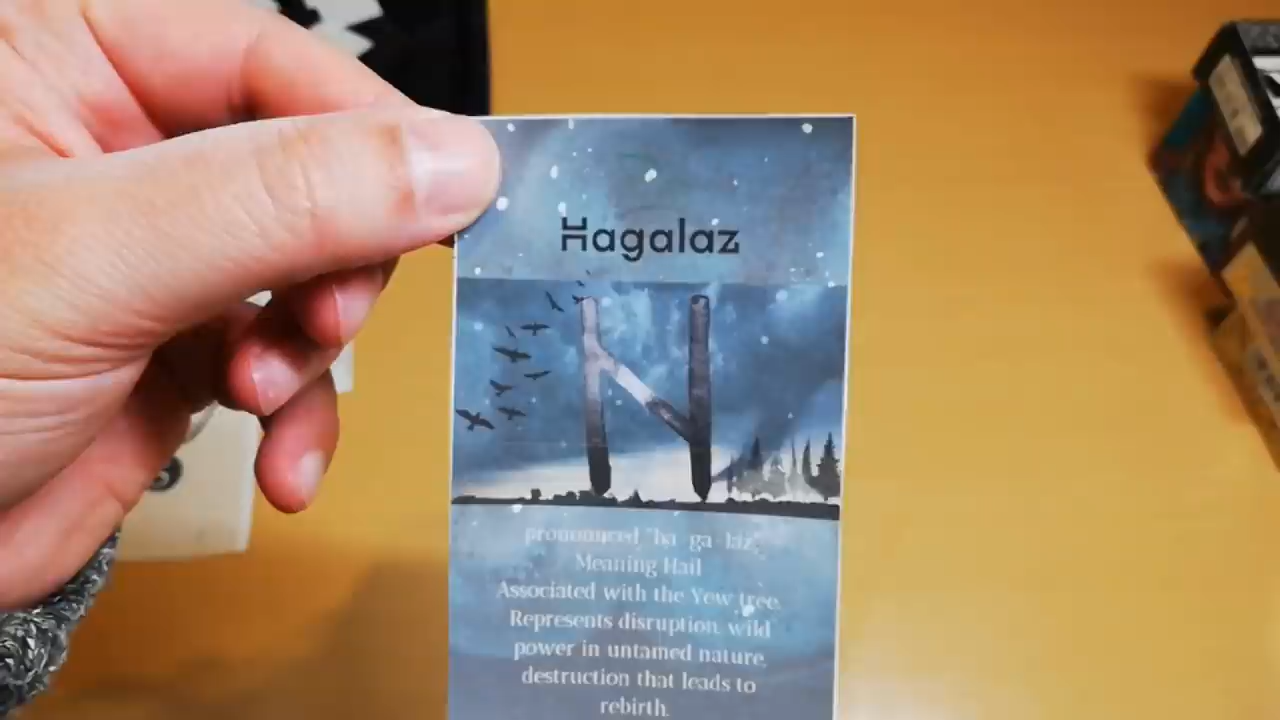 Hagalaz
pronounced "ha ga laz",
Meaning Hail
Associated with the Yew tree.
Represents disruption, wild
power in untamed nature,
destruction that leads to
rebirth.